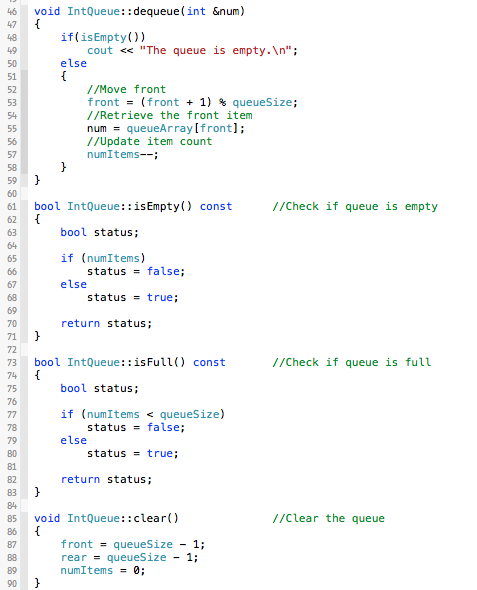 46 void IntQueue::dequeue(int &num)
47 {
48     if(isEmpty())
49         cout << "The queue is empty.\n";
50     else
51     {
52         //Move front
53         front = (front + 1) % queueSize;
54         //Retrieve the front item
55         num = queueArray[front];
56         //Update item count
57         numItems--;
58     }
59 }
60
61 bool IntQueue::isEmpty() const      //Check if queue is empty
62 {
63     bool status;
64
65     if (numItems)
66         status = false;
67     else
68         status = true;
69
70     return status;
71 }
72
73 bool IntQueue::isFull() const       //Check if queue is full
74 {
75     bool status;
76
77     if (numItems < queueSize)
78         status = false;
79     else
80         status = true;
81
82     return status;
83 }
84
85 void IntQueue::clear()              //Clear the queue
86 {
87     front = queueSize - 1;
88     rear = queueSize - 1;
89     numItems = 0;
90 }